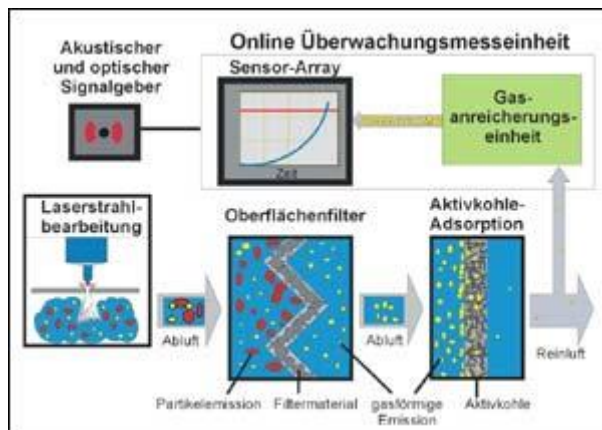 Akustischer
und optischer
Signalgeber
Online Überwachungsmesseinheit
Sensor-Array
Zeit
Gas-
anreicherungs-
einheit
Laserstrahl-
bearbeitung
Oberflächenfilter
Aktivkohle-
Adsorption
Abluft
Abluft
Reinluft
Partikelemission
Filtermaterial
gasförmige
Emission
Aktivkohle